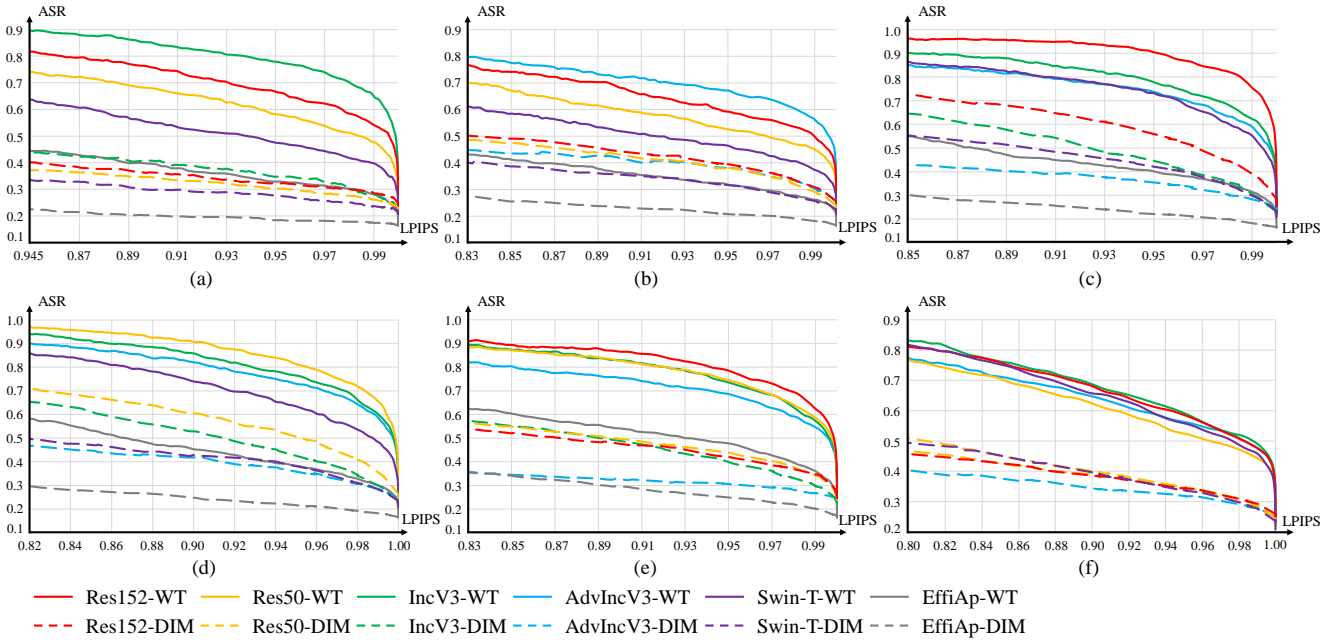 ASR
0.9
0.8
0.7
0.6
0.5
0.4
0.3
0.2
0.1
LPIPS
0.945 0.87 0.89 0.91 0.93 0.95 0.97 0.99
(a)
ASR
0.9
0.8
0.7
0.6
0.5
0.4
0.3
0.2
0.1
LPIPS
0.83 0.85 0.87 0.89 0.91 0.93 0.95 0.97 0.99
(b)
ASR
1.0
0.9
0.8
0.7
0.6
0.5
0.4
0.3
0.2
0.1
LPIPS
0.85 0.87 0.89 0.91 0.93 0.95 0.97 0.99
(c)
ASR
1.0
0.9
0.8
0.7
0.6
0.5
0.4
0.3
0.2
0.1
LPIPS
0.82 0.84 0.86 0.88 0.90 0.92 0.94 0.96 0.98 1.00
(d)
ASR
1.0
0.9
0.8
0.7
0.6
0.5
0.4
0.3
0.2
0.1
LPIPS
0.83 0.85 0.87 0.89 0.91 0.93 0.95 0.97 0.99
(e)
ASR
0.9
0.8
0.7
0.6
0.5
0.4
0.3
0.2
LPIPS
0.80 0.82 0.84 0.86 0.88 0.90 0.92 0.94 0.96 0.98 1.00
(f)
Res152-WT Res50-WT IncV3-WT AdvIncV3-WT Swin-T-WT EffiAp-WT
Res152-DIM Res50-DIM IncV3-DIM AdvIncV3-DIM Swin-T-DIM EffiAp-DIM